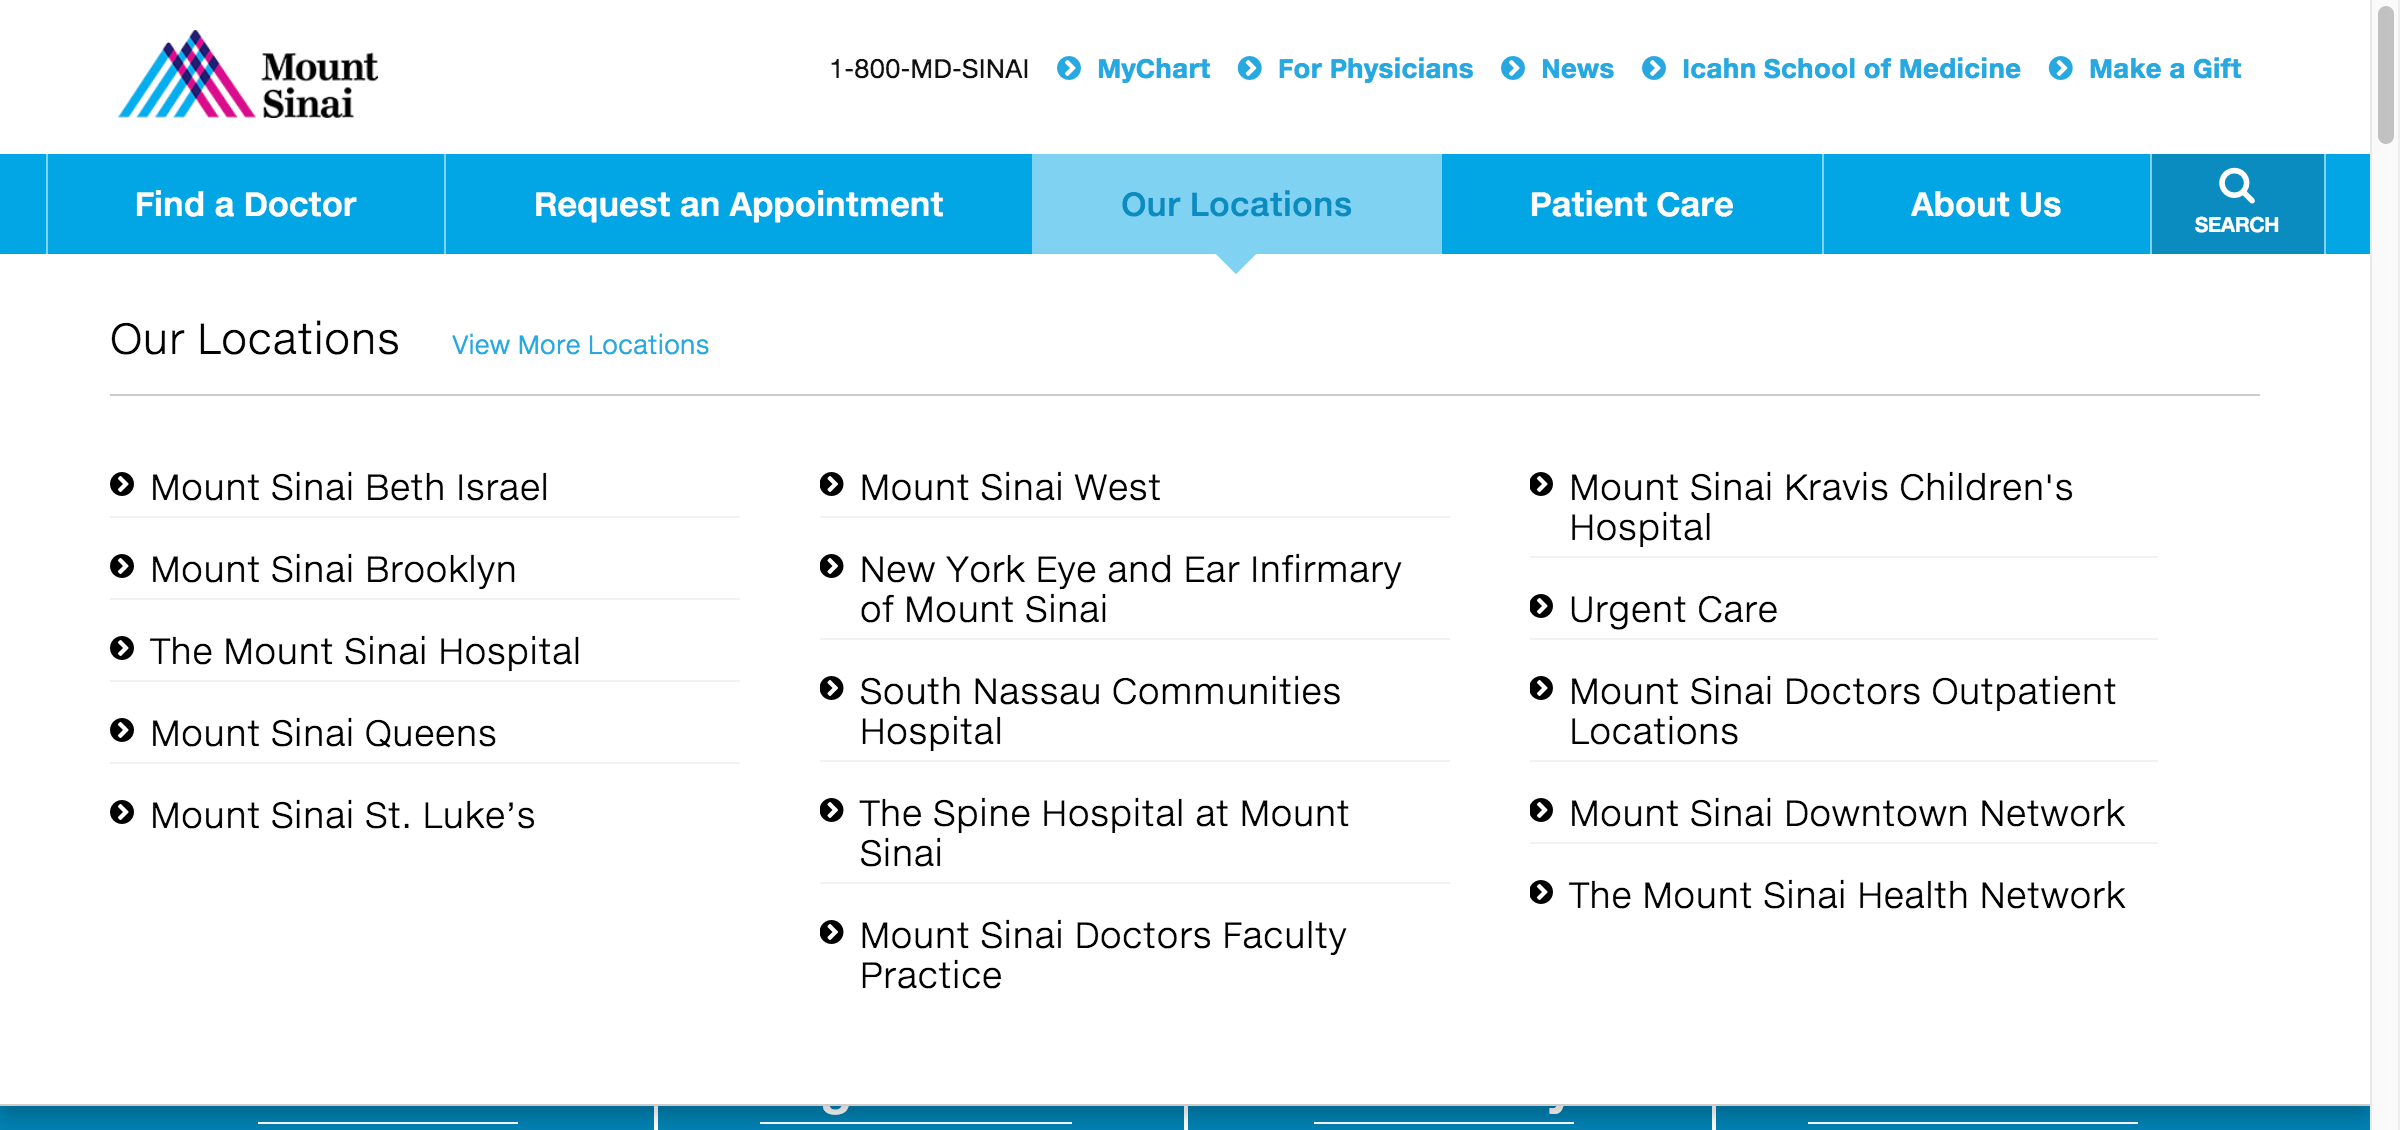 Mount
Sinai
1-800-MD-SINAI MyChart For Physicians News Icahn School of Medicine Make a Gift
Find a Doctor Request an Appointment Our Locations Patient Care About Us SEARCH
Our Locations View More Locations
Mount Sinai Beth Israel
Mount Sinai Brooklyn
The Mount Sinai Hospital
Mount Sinai Queens
Mount Sinai St. Luke’s
Mount Sinai West
New York Eye and Ear Infirmary
of Mount Sinai
South Nassau Communities
Hospital
The Spine Hospital at Mount
Sinai
Mount Sinai Doctors Faculty
Practice
Mount Sinai Kravis Children's
Hospital
Urgent Care
Mount Sinai Doctors Outpatient
Locations
Mount Sinai Downtown Network
The Mount Sinai Health Network